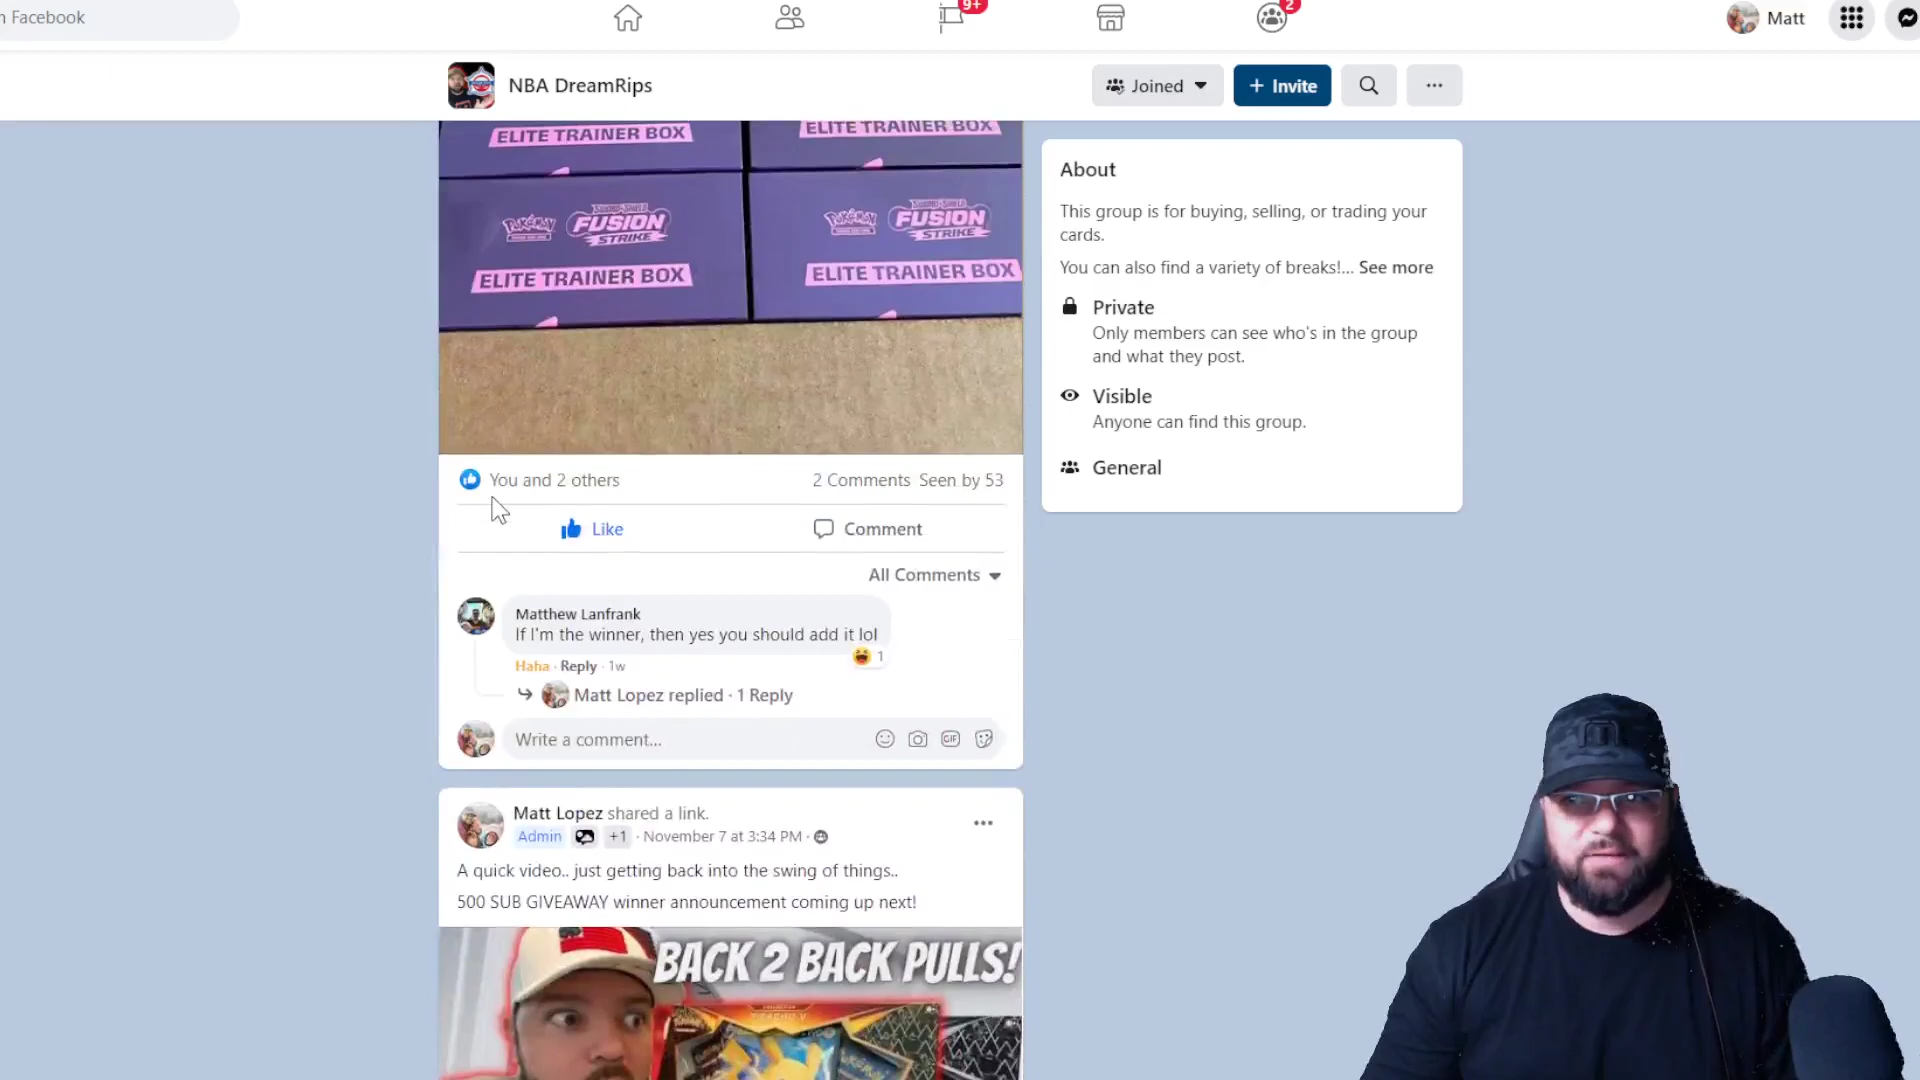 n Facebook
9+
2
Matt
NBA DreamRips
Joined
+ Invite
ELITE TRAINER BOX
ELITE TRAINER BOX
POKÉMON
FUSION STRIKE
ELITE TRAINER BOX
POKÉMON
FUSION STRIKE
ELITE TRAINER BOX
About
This group is for buying, selling, or trading your
cards.
You can also find a variety of breaks!... See more
Private
Only members can see who's in the group
and what they post.
Visible
Anyone can find this group.
General
You and 2 others
2 Comments Seen by 53
Like
Comment
All Comments
Matthew Lanfrank
If I'm the winner, then yes you should add it lol
1
Haha · Reply · 1w
Matt Lopez replied · 1 Reply
Write a comment...
GIF
Matt Lopez shared a link.
Admin +1 · November 7 at 3:34 PM ·
A quick video.. just getting back into the swing of things..
500 SUB GIVEAWAY winner announcement coming up next!
BACK 2 BACK PULLS!